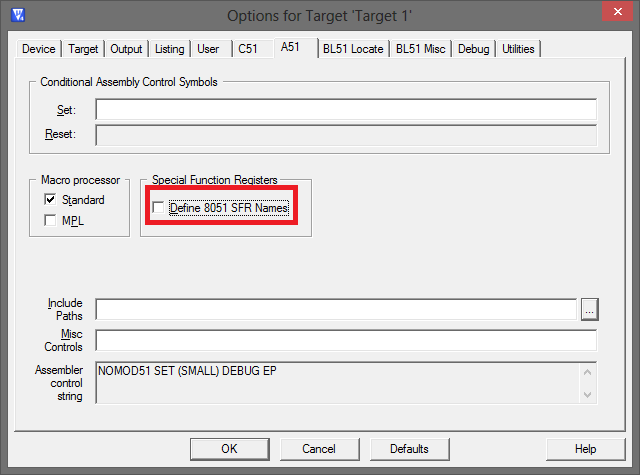 Options for Target 'Target 1'
Device Target Output Listing User C51 A51 BL51 Locate BL51 Misc Debug Utilities
Conditional Assembly Control Symbols
Set:
Reset:
Macro processor Special Function Registers
Standard Define 8051 SFR Names
MPL
Include
Paths ...
Misc
Controls
Assembler NOMOD51 SET (SMALL) DEBUG EP
control
string
OK Cancel Defaults Help